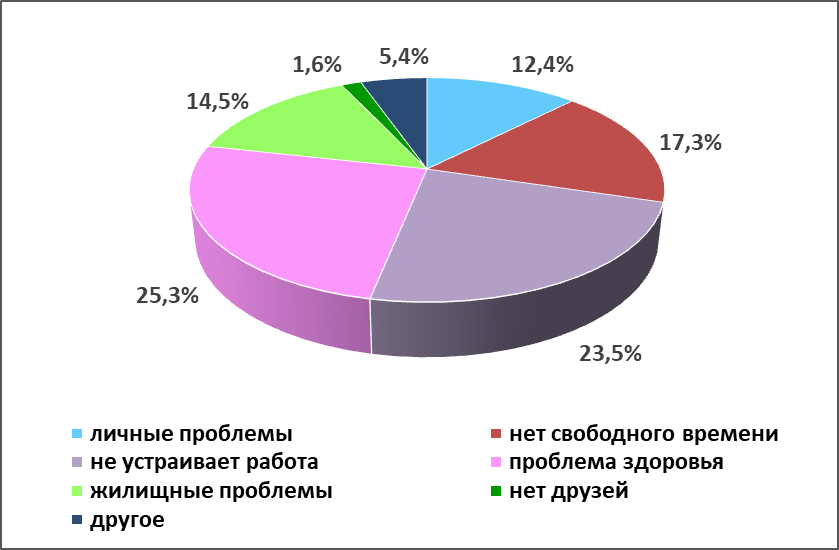 5,4%
1,6%
12,4%
14,5%
17,3%
25,3%
23,5%
личные проблемы
нет свободного времени
не устраивает работа
проблема здоровья
жилищные проблемы
нет друзей
другое